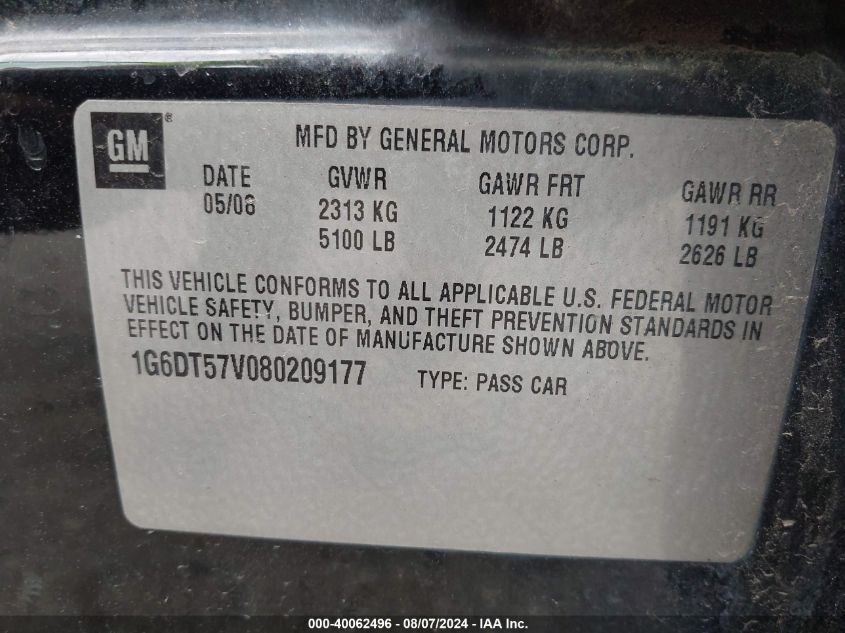 GM ®
MFD BY GENERAL MOTORS CORP.
DATE GVWR GAWR FRT GAWR RR
05/08 2313 KG 1122 KG 1191 KG
5100 LB 2474 LB 2626 LB
THIS VEHICLE CONFORMS TO ALL APPLICABLE U.S. FEDERAL MOTOR
VEHICLE SAFETY, BUMPER, AND THEFT PREVENTION STANDARDS IN
EFFECT ON THE DATE OF MANUFACTURE SHOWN ABOVE.
1G6DT57V080209177 TYPE: PASS CAR
000-40062496 - 08/07/2024 - IAA Inc.